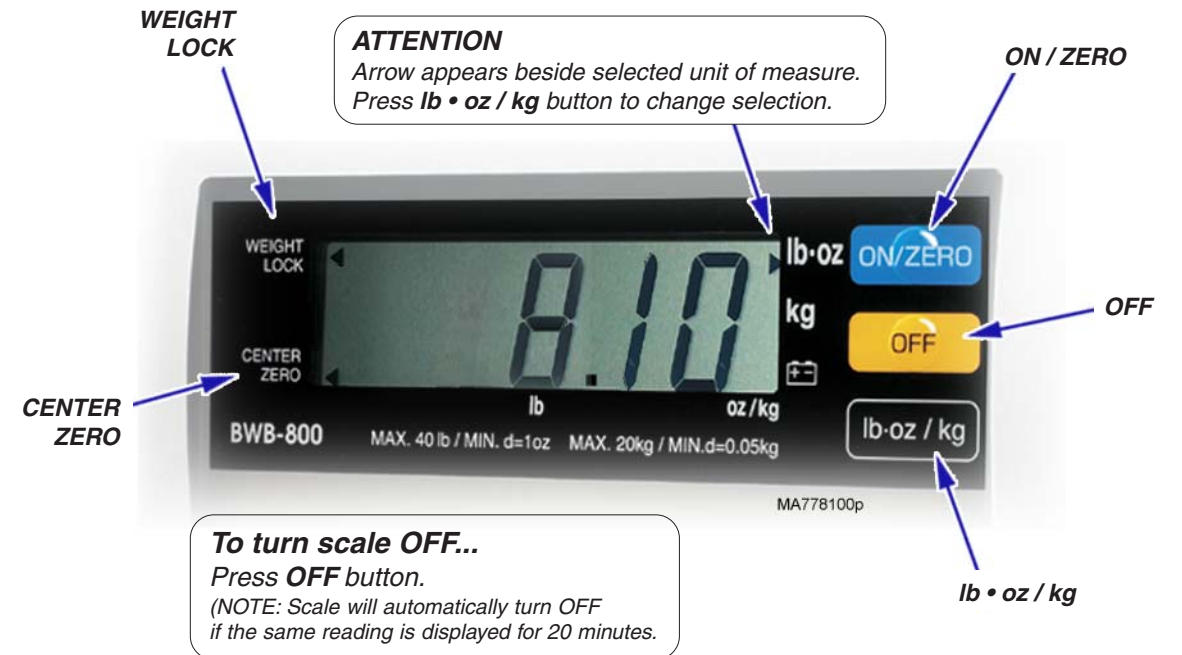 WEIGHT
LOCK
ATTENTION
Arrow appears beside selected unit of measure.
Press lb • oz / kg button to change selection.
ON / ZERO
WEIGHT
LOCK
8.10
lb·oz
ON/ZERO
kg
OFF
OFF
CENTER
ZERO
lb
oz/kg
CENTER
ZERO
BWB-800
MAX. 40 lb / MIN. d=1oz
MAX. 20kg / MIN.d=0.05kg
lb·oz / kg
MA778100p
To turn scale OFF...
Press OFF button.
(NOTE: Scale will automatically turn OFF
if the same reading is displayed for 20 minutes.
lb • oz / kg